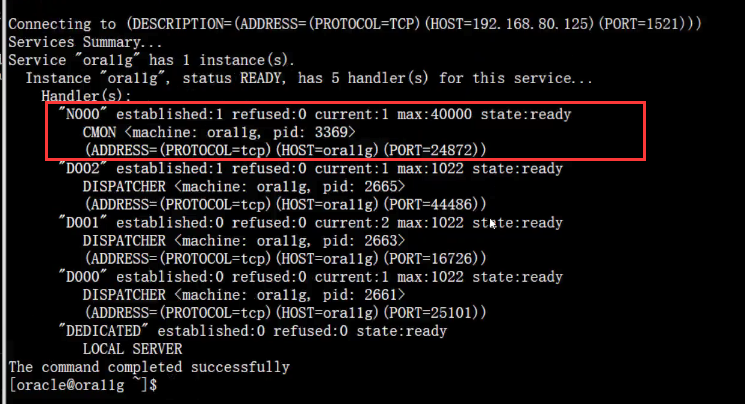 Connecting to (DESCRIPTION=(ADDRESS=(PROTOCOL=TCP)(HOST=192.168.80.125)(PORT=1521)))
Services Summary...
Service "ora11g" has 1 instance(s).
Instance "ora11g", status READY, has 5 handler(s) for this service...
Handler(s):
"N000" established:1 refused:0 current:1 max:40000 state:ready
CMON <machine: ora11g, pid: 3369>
(ADDRESS=(PROTOCOL=tcp)(HOST=ora11g)(PORT=24872))
"D002" established:1 refused:0 current:1 max:1022 state:ready
DISPATCHER <machine: ora11g, pid: 2665>
(ADDRESS=(PROTOCOL=tcp)(HOST=ora11g)(PORT=44486))
"D001" established:0 refused:0 current:2 max:1022 state:ready
DISPATCHER <machine: ora11g, pid: 2663>
(ADDRESS=(PROTOCOL=tcp)(HOST=ora11g)(PORT=16726))
"D000" established:0 refused:0 current:1 max:1022 state:ready
DISPATCHER <machine: ora11g, pid: 2661>
(ADDRESS=(PROTOCOL=tcp)(HOST=ora11g)(PORT=25101))
"DEDICATED" established:0 refused:0 state:ready
LOCAL SERVER
The command completed successfully
[oracle@ora11g ~]$